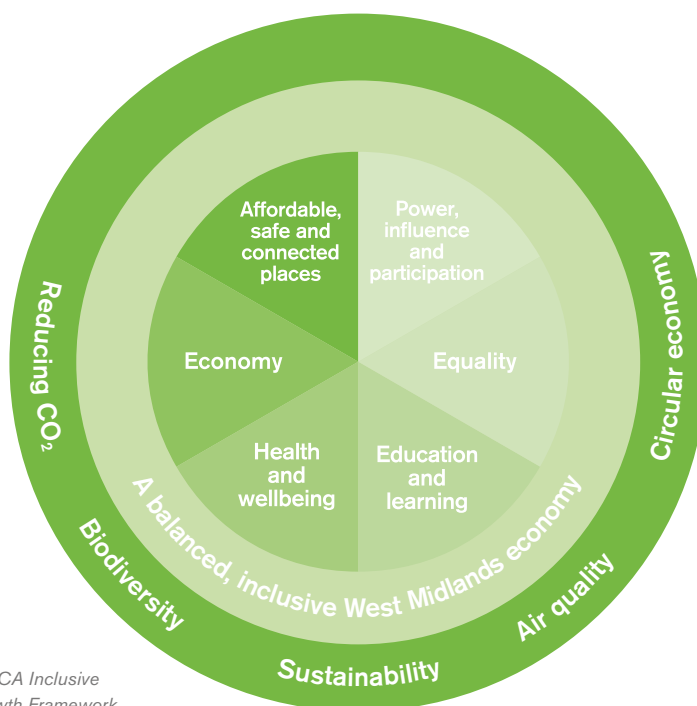 Affordable,
safe and
connected
places
Power,
influence
and
participation
Economy
Equality
Health
and
wellbeing
Education
and
learning
A balanced, inclusive West Midlands economy
Reducing CO₂
Biodiversity
Sustainability
Air quality
Circular economy
CA Inclusive
Framework